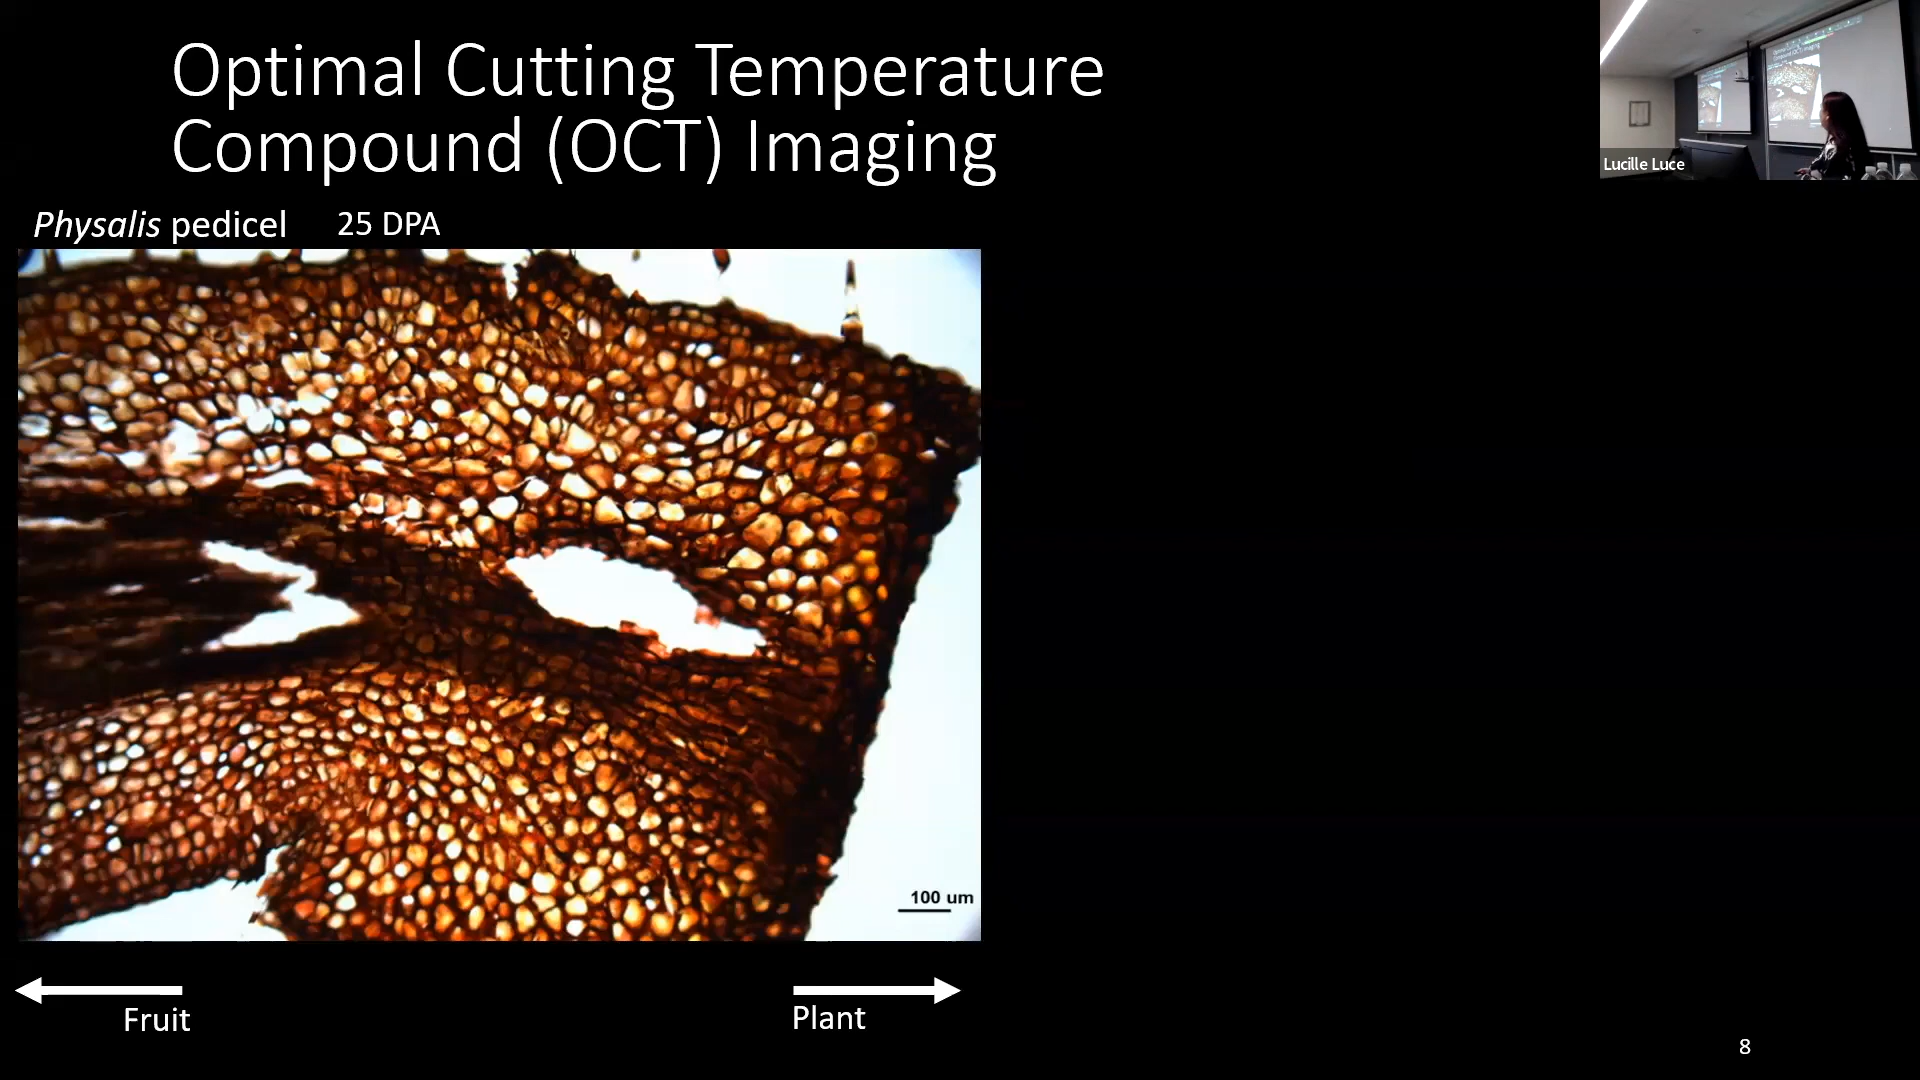 Optimal Cutting Temperature
Compound (OCT) Imaging
Physalis pedicel 25 DPA
100 um
Fruit
Plant
8
Lucille Luce